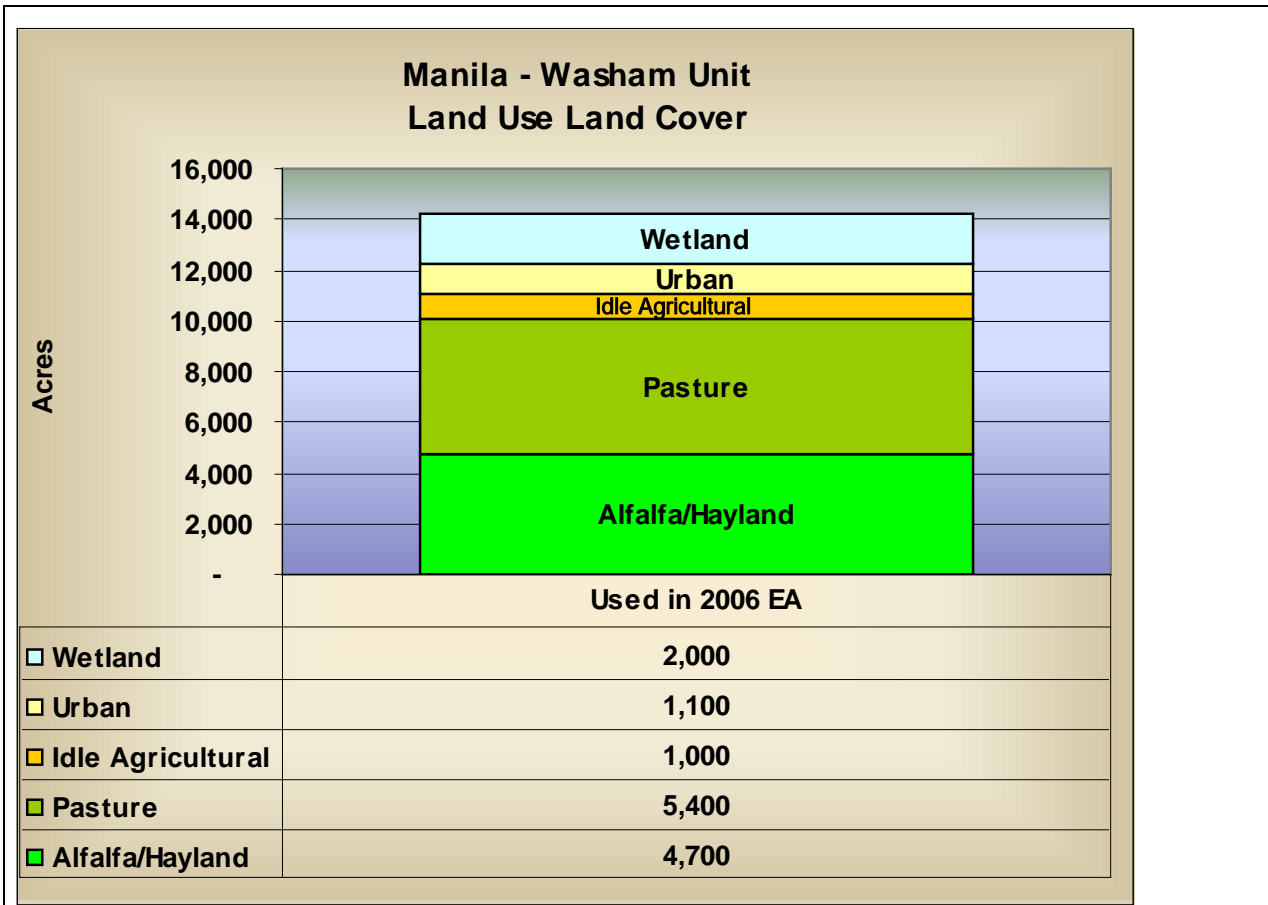 Manila - Washam Unit
Land Use Land Cover
Acres
16,000
14,000
12,000
10,000
8,000
6,000
4,000
2,000
-
Wetland
Urban
Idle Agricultural
Pasture
Alfalfa/Hayland
Used in 2006 EA
Wetland 2,000
Urban 1,100
Idle Agricultural 1,000
Pasture 5,400
Alfalfa/Hayland 4,700